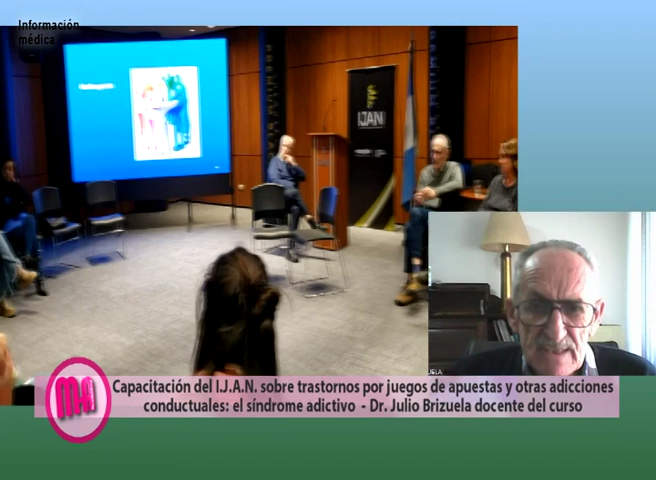 Información
médica
IJAN
UELA
Capacitación del I.J.A.N. sobre trastornos por juegos de apuestas y otras adicciones
conductuales: el síndrome adictivo - Dr. Julio Brizuela docente del curso